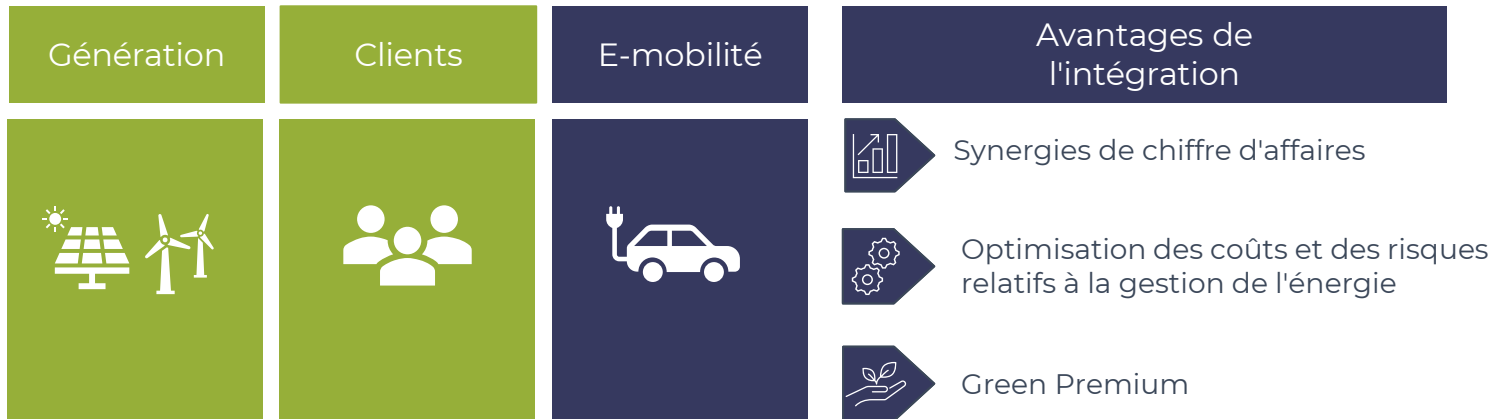 Génération
Clients
E-mobilité
Avantages de
l'intégration
Synergies de chiffre d'affaires
Optimisation des coûts et des risques
relatifs à la gestion de l'énergie
Green Premium